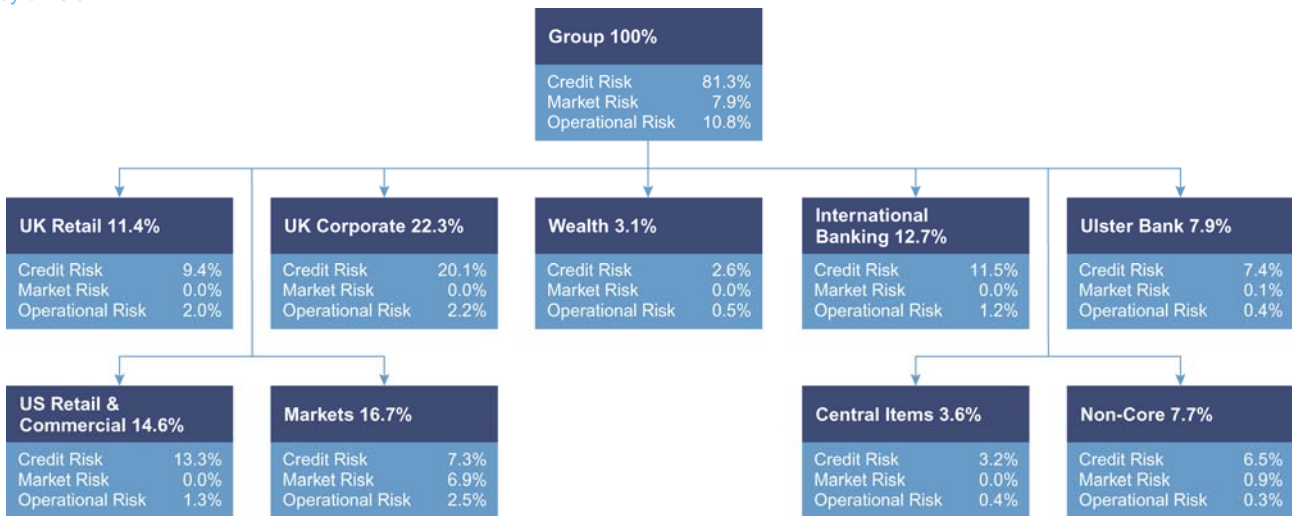 Group 100%
Credit Risk 81.3%
Market Risk 7.9%
Operational Risk 10.8%
UK Retail 11.4%
Credit Risk 9.4%
Market Risk 0.0%
Operational Risk 2.0%
UK Corporate 22.3%
Credit Risk 20.1%
Market Risk 0.0%
Operational Risk 2.2%
Wealth 3.1%
Credit Risk 2.6%
Market Risk 0.0%
Operational Risk 0.5%
International
Banking 12.7%
Credit Risk 11.5%
Market Risk 0.0%
Operational Risk 1.2%
Ulster Bank 7.9%
Credit Risk 7.4%
Market Risk 0.1%
Operational Risk 0.4%
US Retail &
Commercial 14.6%
Credit Risk 13.3%
Market Risk 0.0%
Operational Risk 1.3%
Markets 16.7%
Credit Risk 7.3%
Market Risk 6.9%
Operational Risk 2.5%
Central Items 3.6%
Credit Risk 3.2%
Market Risk 0.0%
Operational Risk 0.4%
Non-Core 7.7%
Credit Risk 6.5%
Market Risk 0.9%
Operational Risk 0.3%